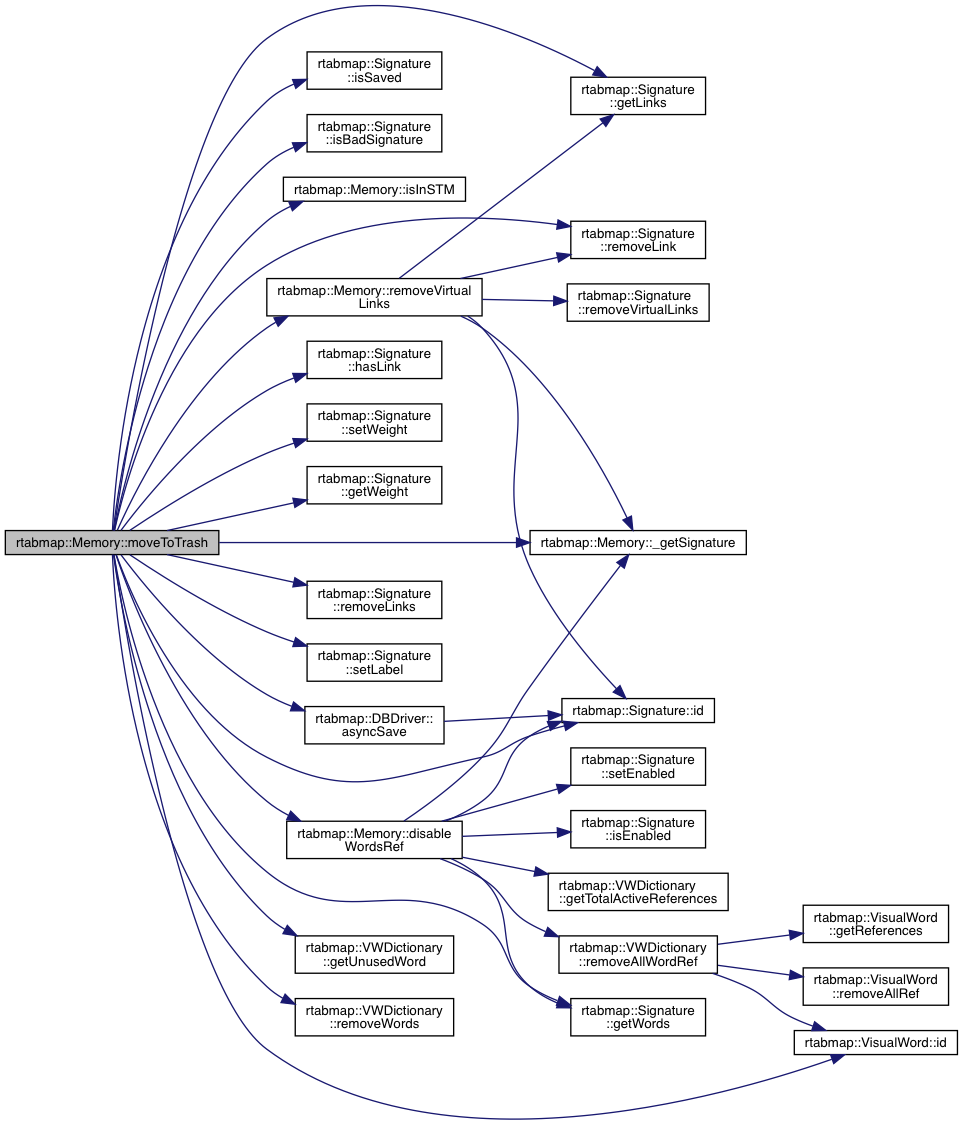 rtabmap::Memory::moveToTrash
rtabmap::Signature
::isSaved
rtabmap::Signature
::isBadSignature
rtabmap::Memory::isInSTM
rtabmap::Memory::removeVirtual
Links
rtabmap::Signature
::hasLink
rtabmap::Signature
::setWeight
rtabmap::Signature
::getWeight
rtabmap::Signature
::removeLinks
rtabmap::Signature
::setLabel
rtabmap::DBDriver::
asyncSave
rtabmap::Memory::disable
WordsRef
rtabmap::VWDictionary
::getUnusedWord
rtabmap::VWDictionary
::removeWords
rtabmap::Signature
::getLinks
rtabmap::Signature
::removeLink
rtabmap::Signature
::removeVirtualLinks
rtabmap::Memory::_getSignature
rtabmap::Signature::id
rtabmap::Signature
::setEnabled
rtabmap::Signature
::isEnabled
rtabmap::VWDictionary
::getTotalActiveReferences
rtabmap::VWDictionary
::removeAllWordRef
rtabmap::Signature
::getWords
rtabmap::VisualWord
::getReferences
rtabmap::VisualWord
::removeAllRef
rtabmap::VisualWord::id